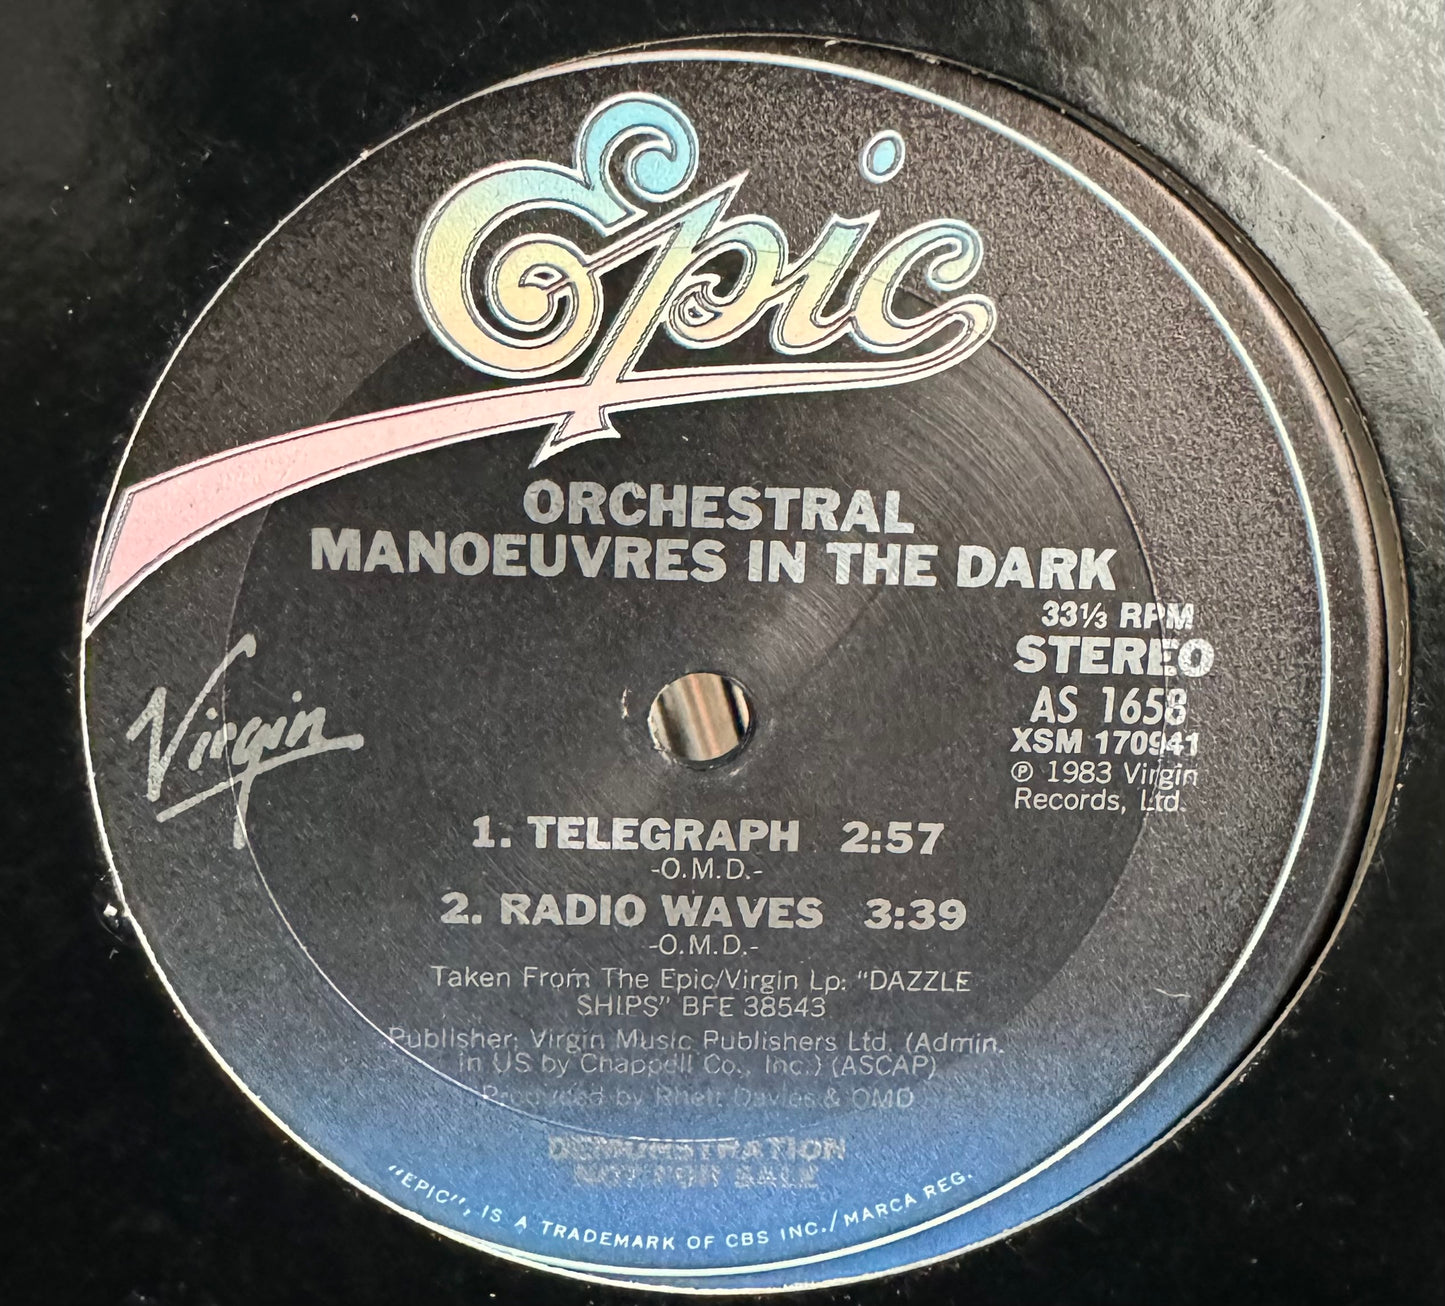 Epic
ORCHESTRAL
MANOEUVRES IN THE DARK
33⅓ RPM
STEREO
AS 1658
XSM 170941
℗ 1983 Virgin
Records, Ltd.
Virgin
1. TELEGRAPH 2:57
-O.M.D.-
2. RADIO WAVES 3:39
-O.M.D.-
Taken From The Epic/Virgin Lp: "DAZZLE
SHIPS" BFE 38543
Publisher: Virgin Music Publishers Ltd. (Admin.
in US by Chappell Co., Inc.) (ASCAP)
Produced by Rhett Davies & OMD
DEMONSTRATION
NOT FOR SALE
"EPIC", IS A TRADEMARK OF CBS INC./MARCA REG.